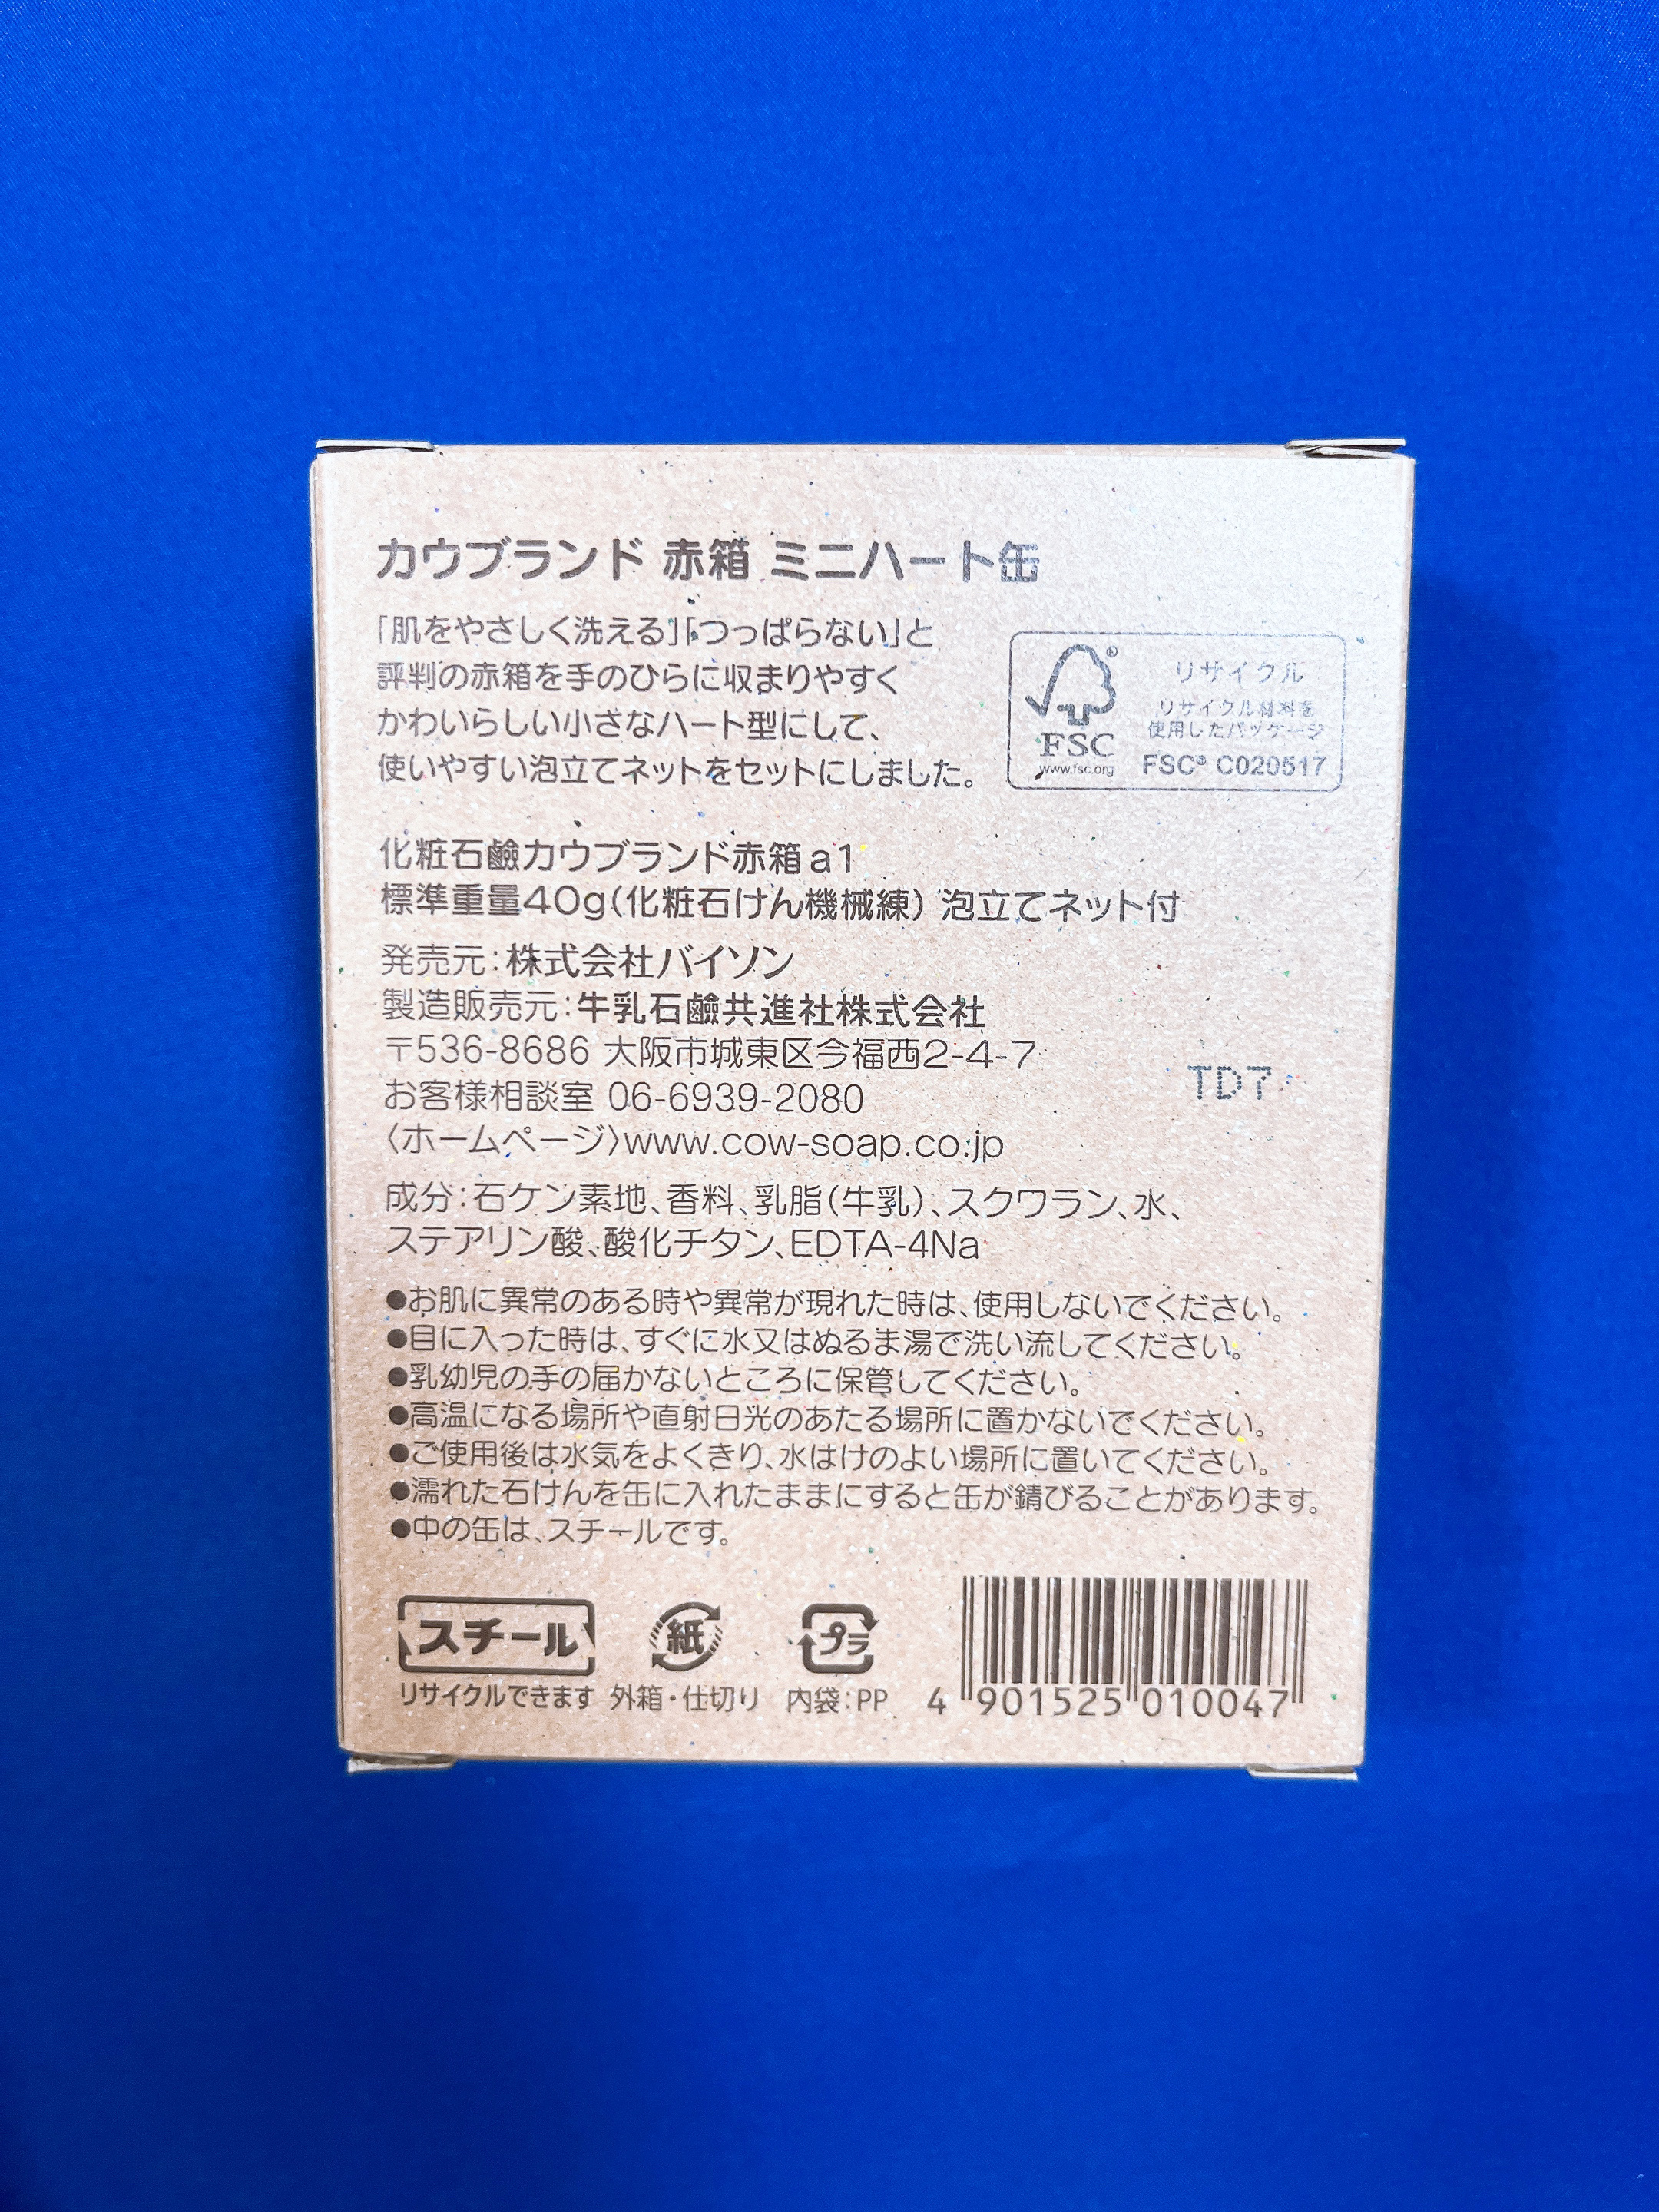 カウブランド 赤箱 ミニハート缶
「肌をやさしく洗える」「つっぱらない」と
評判の赤箱を手のひらに収まりやすく
かわいらしい小さなハート型にして、
使いやすい泡立てネットをセットにしました。
FSC
www.fsc.org
リサイクル
リサイクル材料を
使用したパッケージ
FSC® C020517
化粧石鹼カウブランド赤箱a1
標準重量40g(化粧石けん機械練) 泡立てネット付
発売元:株式会社バイソン
製造販売元:牛乳石鹼共進社株式会社
〒536-8686 大阪市城東区今福西2-4-7
お客様相談室 06-6939-2080
〈ホームページ〉www.cow-soap.co.jp
TD7
成分:石ケン素地、香料、乳脂(牛乳)、スクワラン、水、
ステアリン酸、酸化チタン、EDTA-4Na
●お肌に異常のある時や異常が現れた時は、使用しないでください。
●目に入った時は、すぐに水又はぬるま湯で洗い流してください。
●乳幼児の手の届かないところに保管してください。
●高温になる場所や直射日光のあたる場所に置かないでください。
●ご使用後は水気をよくきり、水はけのよい場所に置いてください。
●濡れた石けんを缶に入れたままにすると缶が錆びることがあります。
●中の缶は、スチールです。
スチール
リサイクルできます
紙
外箱・仕切り
プラ
内袋:PP
4 901525 010047